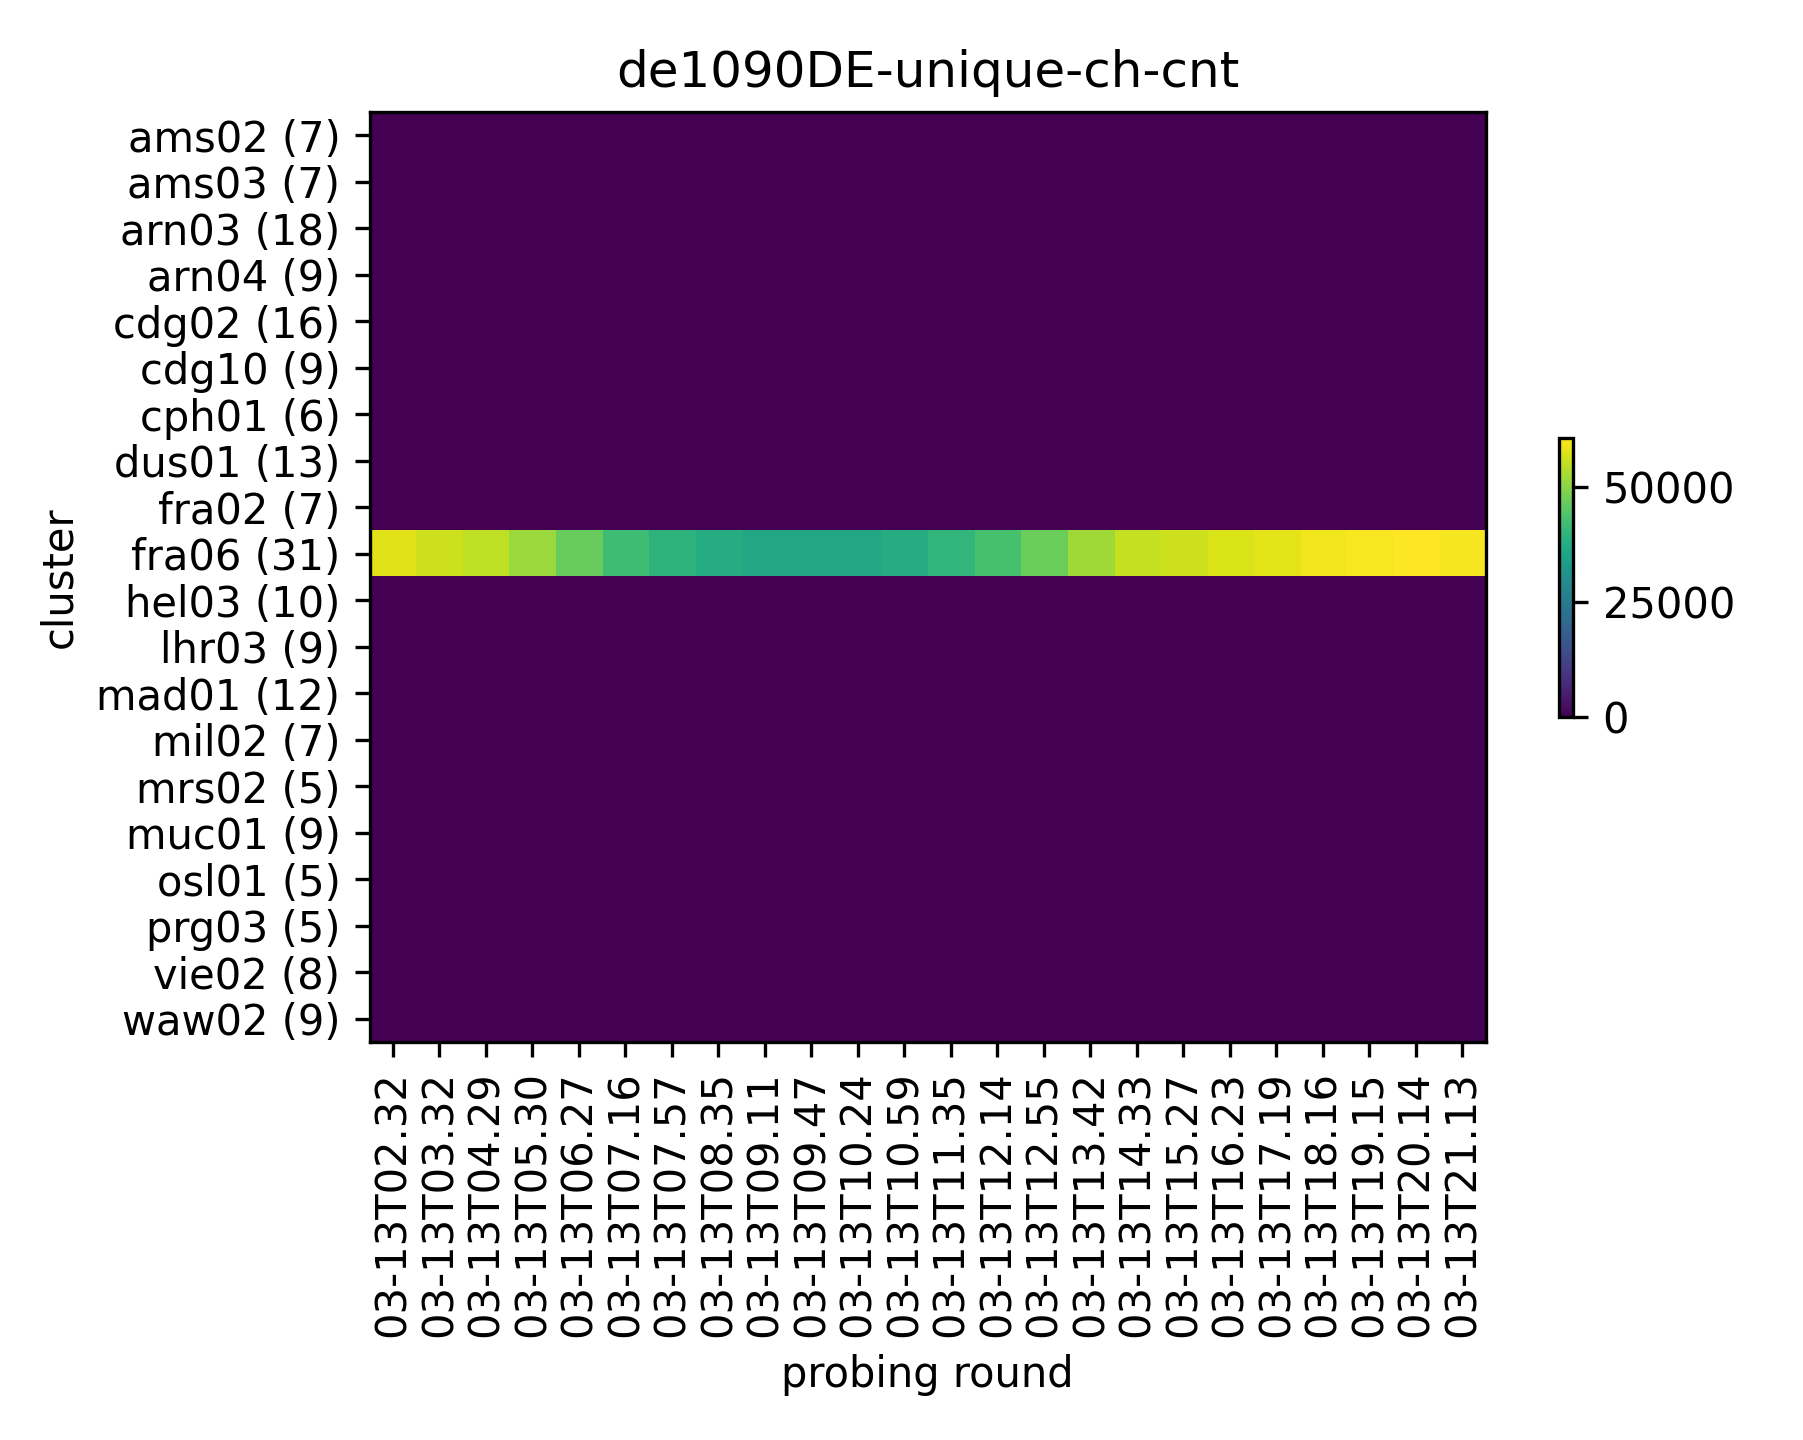 de1090DE-unique-ch-cnt
cluster
ams02 (7)
ams03 (7)
arn03 (18)
arn04 (9)
cdg02 (16)
cdg10 (9)
cph01 (6)
dus01 (13)
fra02 (7)
fra06 (31)
hel03 (10)
lhr03 (9)
mad01 (12)
mil02 (7)
mrs02 (5)
muc01 (9)
osl01 (5)
prg03 (5)
vie02 (8)
waw02 (9)
50000
25000
0
03-13T02.32
03-13T03.32
03-13T04.29
03-13T05.30
03-13T06.27
03-13T07.16
03-13T07.57
03-13T08.35
03-13T09.11
03-13T09.47
03-13T10.24
03-13T10.59
03-13T11.35
03-13T12.14
03-13T12.55
03-13T13.42
03-13T14.33
03-13T15.27
03-13T16.23
03-13T17.19
03-13T18.16
03-13T19.15
03-13T20.14
03-13T21.13
probing round